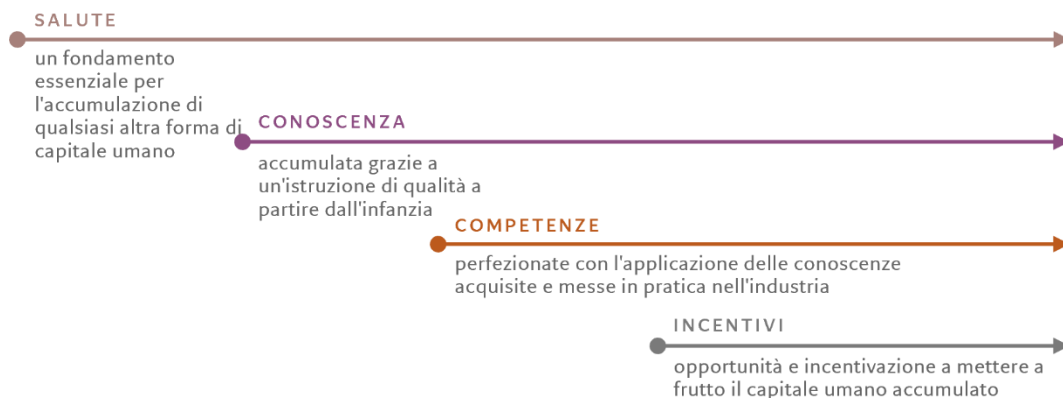 SALUTE
un fondamento
essenziale per
l'accumulazione di
qualsiasi altra forma di
capitale umano
CONOSCENZA
accumulata grazie a
un'istruzione di qualità a
partire dall'infanzia
COMPETENZE
perfezionate con l'applicazione delle conoscenze
acquisite e messe in pratica nell'industria
INCENTIVI
opportunità e incentivazione a mettere a
frutto il capitale umano accumulato